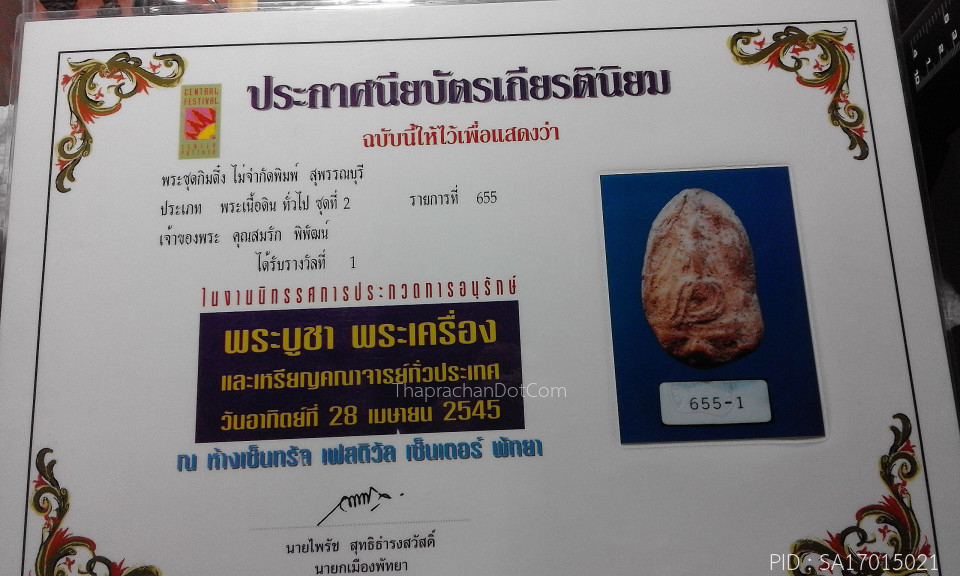 CENTRAL
FESTIVAL
CENTER
PATTAYA
ประกาศนียบัตรเกียรตินิยม
ฉบับนี้ให้ไว้เพื่อแสดงว่า
พระชุดกิมตึ๋ง ไม่จำกัดพิมพ์ สุพรรณบุรี
ประเภท พระเนื้อดิน ทั่วไป ชุดที่ 2 รายการที่ 655
เจ้าของพระ คุณสมรัก พิพัฒน์
ได้รับรางวัลที่ 1
ในงานนิทรรศการประกวดการอนุรักษ์
พระบูชา พระเครื่อง
และเหรียญคณาจารย์ทั่วประเทศ
วันอาทิตย์ที่ 28 เมษายน 2545
ณ ห้างเซ็นทรัล เฟสติวัล เซ็นเตอร์ พัทยา
นายไพรัช สุทธิธำรงสวัสดิ์
นายกเมืองพัทยา
655-1
ThaprachanDotCom
PID : SA17015021